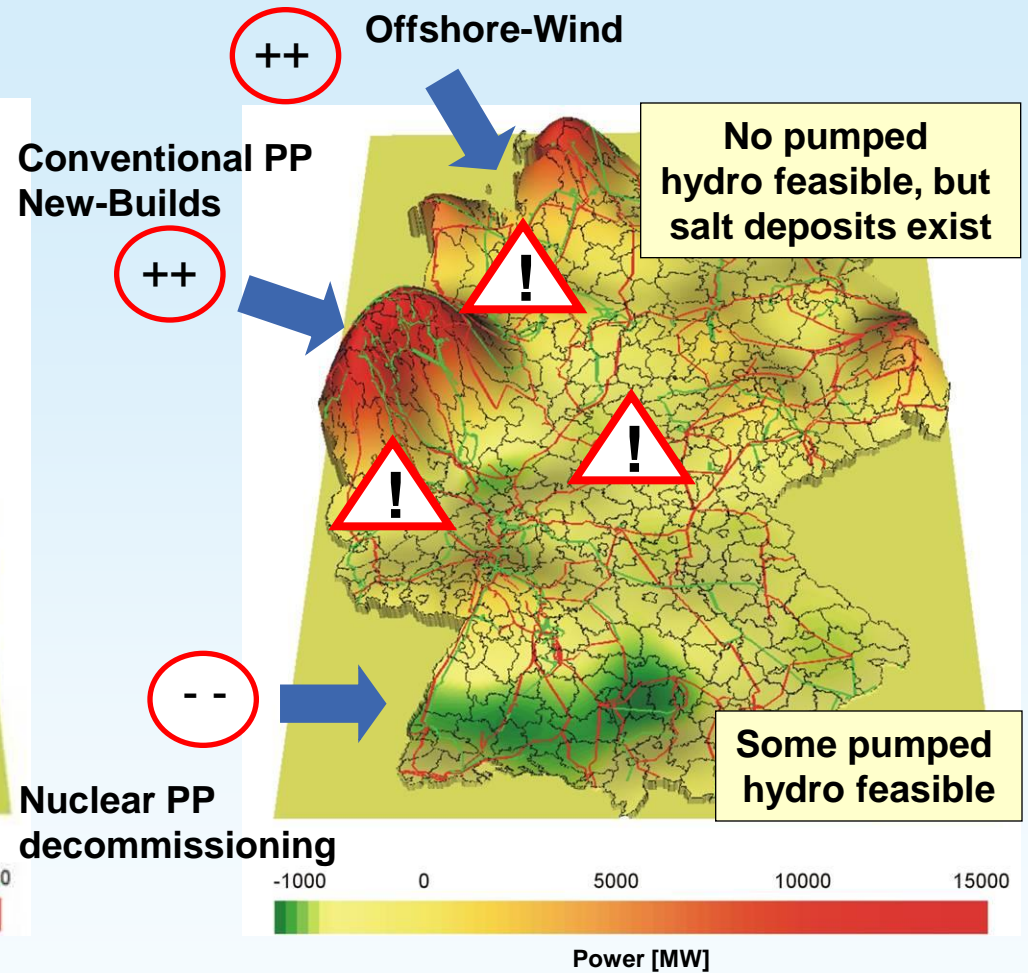 Offshore-Wind
++
Conventional PP
New-Builds
++
No pumped
hydro feasible, but
salt deposits exist
!
!
!
- -
Some pumped
hydro feasible
Nuclear PP
decommissioning
0
-1000 0 5000 10000 15000
Power [MW]